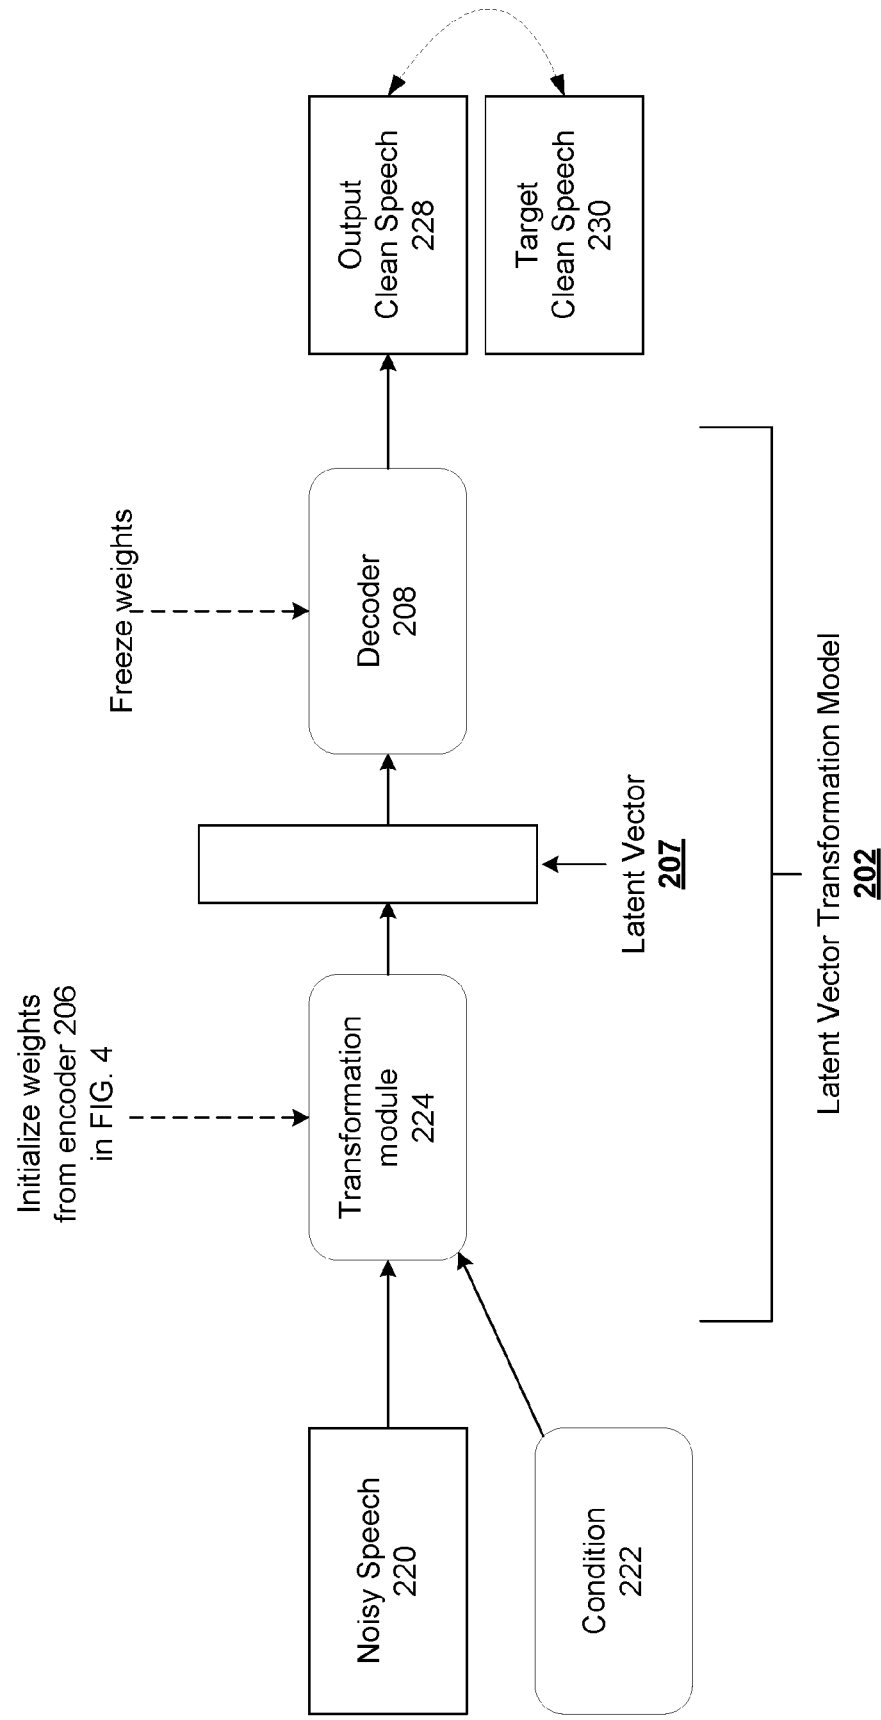 Initialize weights
from encoder 206
in FIG. 4
Freeze weights
Noisy Speech
220
Transformation
module
224
Decoder
208
Output
Clean Speech
228
Condition
222
Latent Vector
207
Target
Clean Speech
230
Latent Vector Transformation Model
202